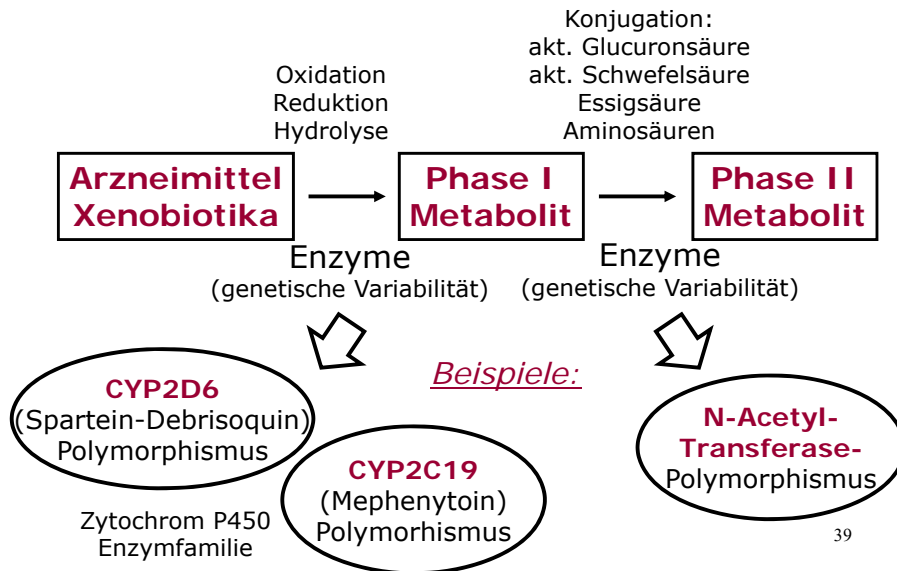 Konjugation:
akt. Glucuronsäure
akt. Schwefelsäure
Essigsäure
Aminosäuren
Oxidation
Reduktion
Hydrolyse
Arzneimittel
Xenobiotika
Phase I
Metabolit
Phase II
Metabolit
Enzyme
(genetische Variabilität)
Enzyme
(genetische Variabilität)
Beispiele:
CYP2D6
(Spartein-Debrisoquin)
Polymorphismus
CYP2C19
(Mephenytoin)
Polymorhismus
N-Acetyl-
Transferase-
Polymorphismus
Zytochrom P450
Enzymfamilie
39